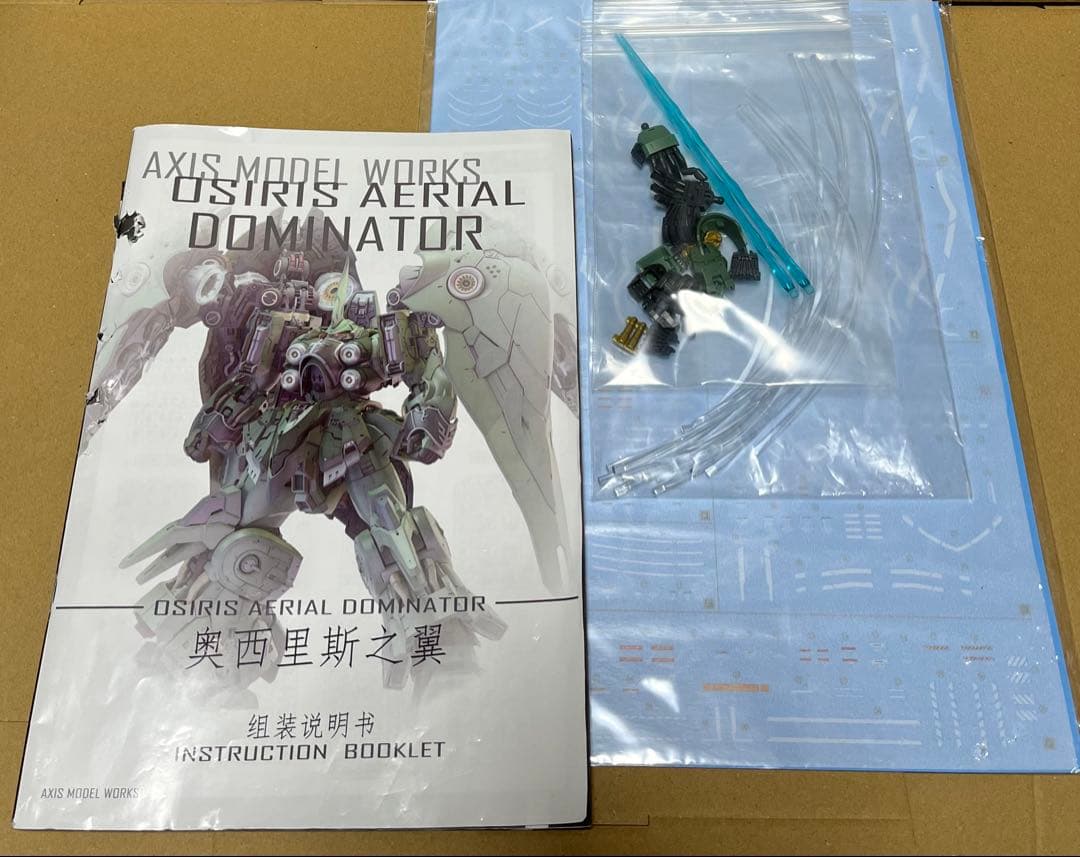 AXIS MODEL WORKS
OSIRIS AERIAL
DOMINATOR
OSIRIS AERIAL DOMINATOR
奥西里斯之翼
组装说明书
INSTRUCTION BOOKLET
AXIS MODEL WORKS